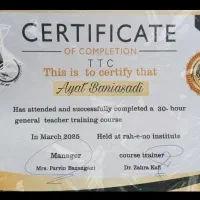 CERTIFICATE
OF COMPLETION
TTC
This is to certify that
Ayat Baniasadi
Has attended and successfully completed a 30- hour
general teacher training course
In March 2025 Held at rah-e-no institute
Manager course trainer
Mrs. Parvin Bazargani Dr. Zahra Kafi